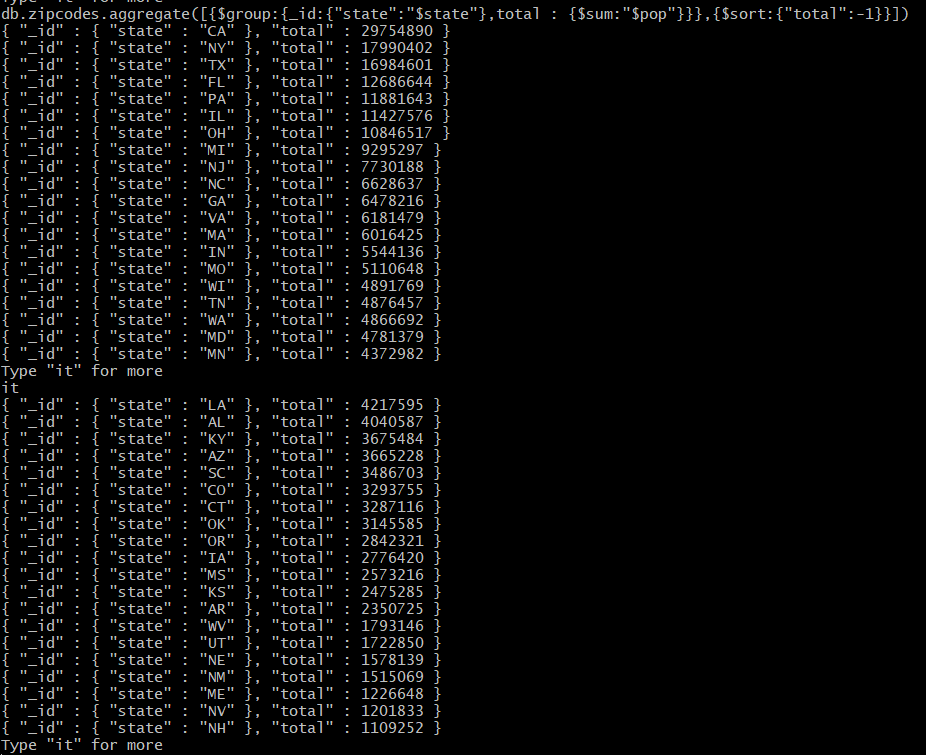 db.zipcodes.aggregate([{$group:{_id:{"state":"$state"},total : {$sum:"$pop"}}},{$sort:{"total":-1}}])
{ "_id" : { "state" : "CA" }, "total" : 29754890 }
{ "_id" : { "state" : "NY" }, "total" : 17990402 }
{ "_id" : { "state" : "TX" }, "total" : 16984601 }
{ "_id" : { "state" : "FL" }, "total" : 12686644 }
{ "_id" : { "state" : "PA" }, "total" : 11881643 }
{ "_id" : { "state" : "IL" }, "total" : 11427576 }
{ "_id" : { "state" : "OH" }, "total" : 10846517 }
{ "_id" : { "state" : "MI" }, "total" : 9295297 }
{ "_id" : { "state" : "NJ" }, "total" : 7730188 }
{ "_id" : { "state" : "NC" }, "total" : 6628637 }
{ "_id" : { "state" : "GA" }, "total" : 6478216 }
{ "_id" : { "state" : "VA" }, "total" : 6181479 }
{ "_id" : { "state" : "MA" }, "total" : 6016425 }
{ "_id" : { "state" : "IN" }, "total" : 5544136 }
{ "_id" : { "state" : "MO" }, "total" : 5110648 }
{ "_id" : { "state" : "WI" }, "total" : 4891769 }
{ "_id" : { "state" : "TN" }, "total" : 4876457 }
{ "_id" : { "state" : "WA" }, "total" : 4866692 }
{ "_id" : { "state" : "MD" }, "total" : 4781379 }
{ "_id" : { "state" : "MN" }, "total" : 4372982 }
Type "it" for more
it
{ "_id" : { "state" : "LA" }, "total" : 4217595 }
{ "_id" : { "state" : "AL" }, "total" : 4040587 }
{ "_id" : { "state" : "KY" }, "total" : 3675484 }
{ "_id" : { "state" : "AZ" }, "total" : 3665228 }
{ "_id" : { "state" : "SC" }, "total" : 3486703 }
{ "_id" : { "state" : "CO" }, "total" : 3293755 }
{ "_id" : { "state" : "CT" }, "total" : 3287116 }
{ "_id" : { "state" : "OK" }, "total" : 3145585 }
{ "_id" : { "state" : "OR" }, "total" : 2842321 }
{ "_id" : { "state" : "IA" }, "total" : 2776420 }
{ "_id" : { "state" : "MS" }, "total" : 2573216 }
{ "_id" : { "state" : "KS" }, "total" : 2475285 }
{ "_id" : { "state" : "AR" }, "total" : 2350725 }
{ "_id" : { "state" : "WV" }, "total" : 1793146 }
{ "_id" : { "state" : "UT" }, "total" : 1722850 }
{ "_id" : { "state" : "NE" }, "total" : 1578139 }
{ "_id" : { "state" : "NM" }, "total" : 1515069 }
{ "_id" : { "state" : "ME" }, "total" : 1226648 }
{ "_id" : { "state" : "NV" }, "total" : 1201833 }
{ "_id" : { "state" : "NH" }, "total" : 1109252 }
Type "it" for more